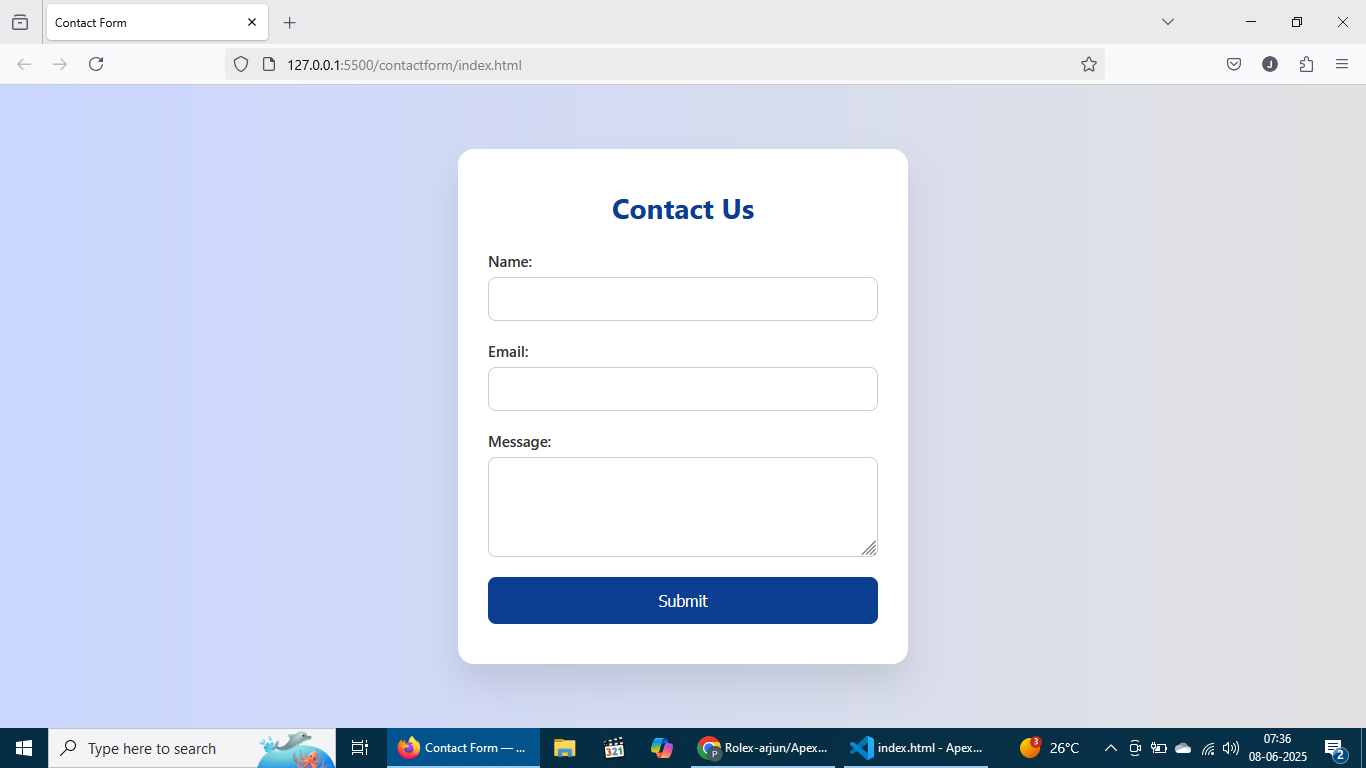 Contact Form
127.0.0.1:5500/contactform/index.html
J
Contact Us
Name:
Email:
Message:
Submit
Type here to search
Contact Form — ...
321
P
Rolex-arjun/Apex...
index.html - Apex...
3
26°C
07:36
08-06-2025
2